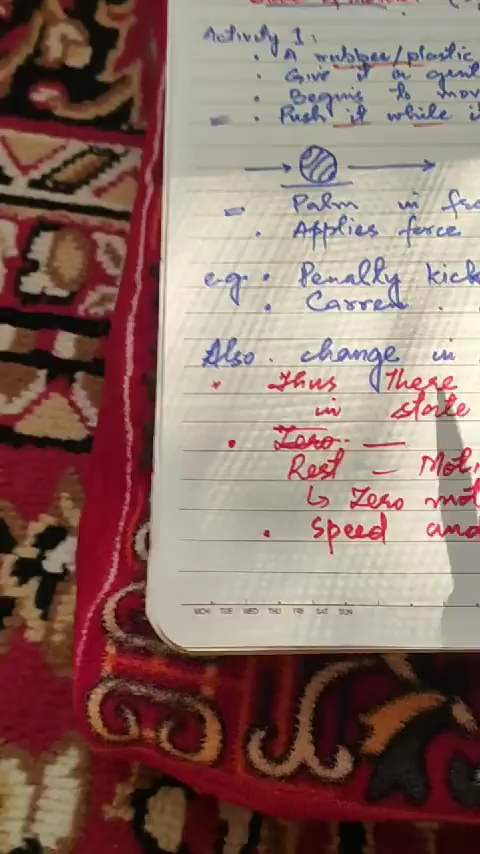 Activity 1:
. A rubber/plastic
. Give it a gent
. Begins to mov
- . Push it while i
- Palm in fro
. Applies force
e.g. . Penalty kick
. Carrem .
Also . change in
. Thus There
in state
. Zero. —
Rest — Moti
↳ Zero mot
. Speed and
MON TUE WED THU FRI SAT SUN